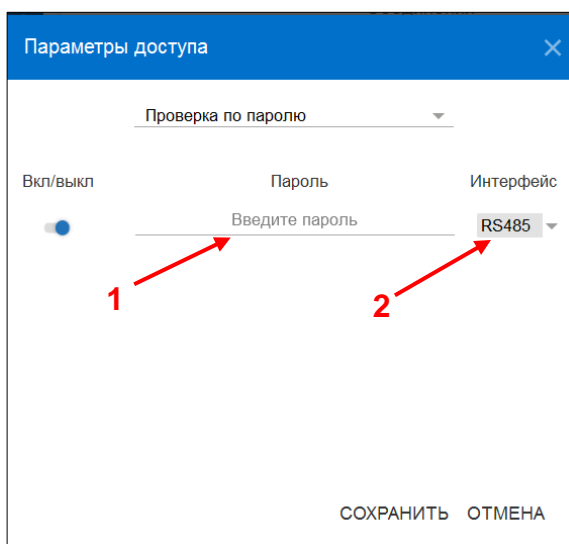 Параметры доступа
Проверка по паролю
Вкл/выкл Пароль Интерфейс
Введите пароль RS485
1 2
СОХРАНИТЬ ОТМЕНА